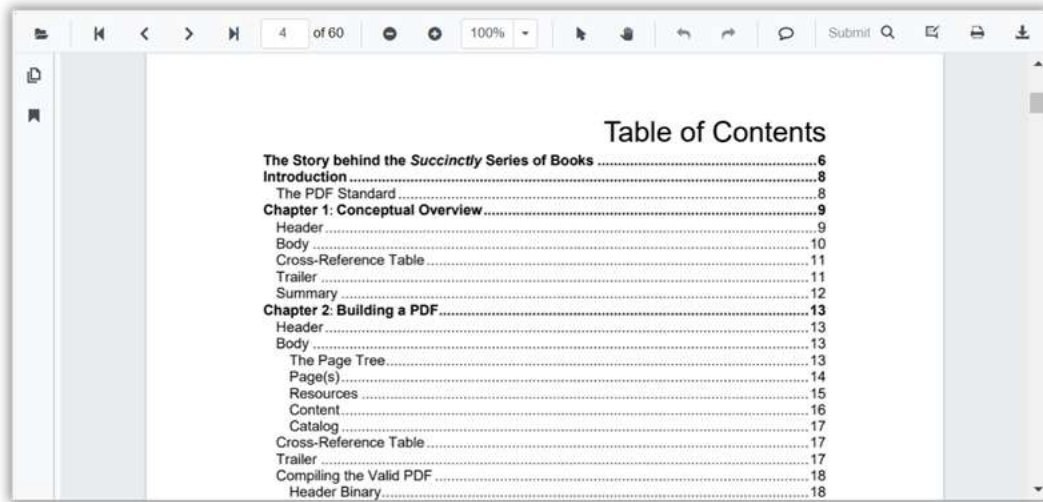 4 of 60 100% Submit
Table of Contents
The Story behind the Succinctly Series of Books ........................................................6
Introduction ........................................................8
The PDF Standard ........................................................8
Chapter 1: Conceptual Overview ........................................................9
Header ........................................................9
Body ........................................................10
Cross-Reference Table ........................................................11
Trailer ........................................................11
Summary ........................................................12
Chapter 2: Building a PDF ........................................................13
Header ........................................................13
Body ........................................................13
The Page Tree ........................................................13
Page(s) ........................................................14
Resources ........................................................15
Content ........................................................16
Catalog ........................................................17
Cross-Reference Table ........................................................17
Trailer ........................................................17
Compiling the Valid PDF ........................................................18
Header Binary ........................................................18